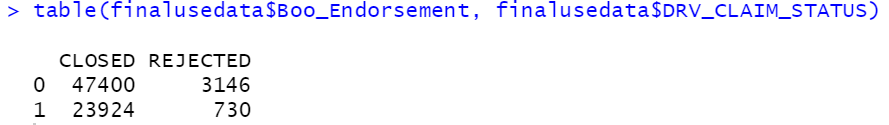 > table(finalusedata$Boo_Endorsement, finalusedata$DRV_CLAIM_STATUS)
CLOSED REJECTED
0 47400 3146
1 23924 730